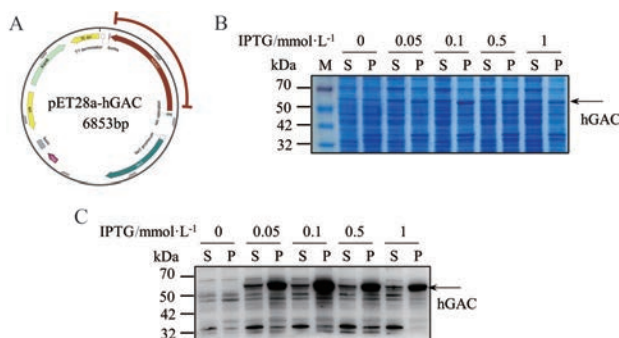 A
pET28a-hGAC
6853bp
B
IPTG/mmol·L⁻¹ 0 0.05 0.1 0.5 1
kDa M S P S P S P S P S P
70
50
42
32
hGAC
C
IPTG/mmol·L⁻¹ 0 0.05 0.1 0.5 1
kDa S P S P S P S P S P
70
50
42
32
hGAC